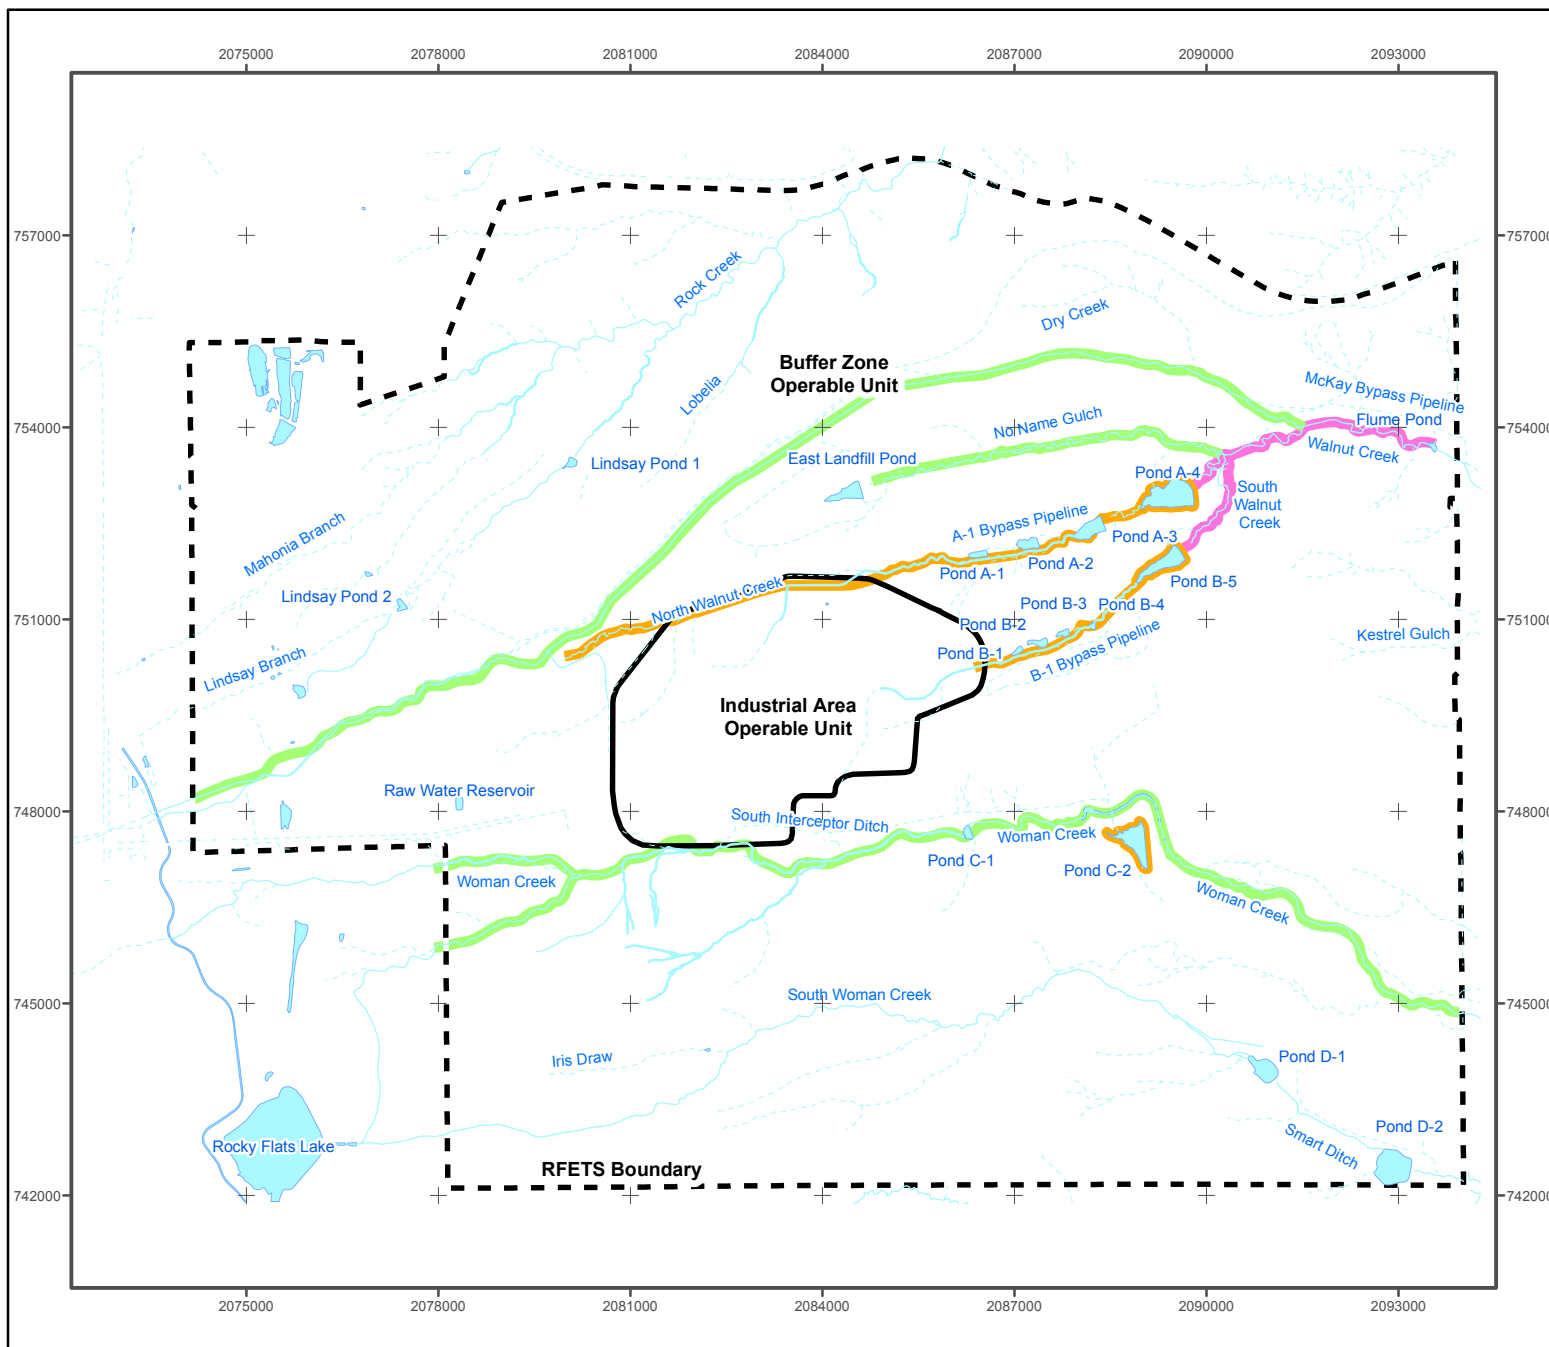 2075000 2078000 2081000 2084000 2087000 2090000 2093000
757000 757000
Rock Creek
Dry Creek
Buffer Zone
Operable Unit
McKay Bypass Pipeline
Lobelia
Flume Pond
754000 754000
No Name Gulch
Walnut Creek
Lindsay Pond 1
East Landfill Pond
Pond A-4
South
Walnut
Creek
Mahonia Branch
A-1 Bypass Pipeline
Pond A-3
Pond A-2
Pond A-1
Pond B-5
Lindsay Pond 2
North Walnut Creek
Pond B-3 Pond B-4
751000 751000
Pond B-2
Kestrel Gulch
Pond B-1
B-1 Bypass Pipeline
Lindsay Branch
Industrial Area
Operable Unit
Raw Water Reservoir
748000 748000
South Interceptor Ditch
Woman Creek
Pond C-1
Pond C-2
Woman Creek
Woman Creek
South Woman Creek
745000 745000
Iris Draw
Pond D-1
Pond D-2
Smart Ditch
Rocky Flats Lake
RFETS Boundary
742000 742000
2075000 2078000 2081000 2084000 2087000 2090000 2093000